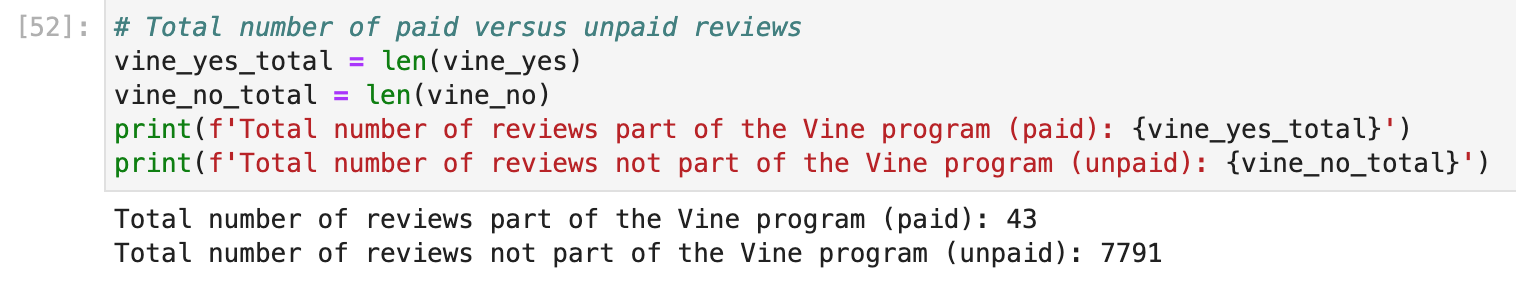 [52]: # Total number of paid versus unpaid reviews
vine_yes_total = len(vine_yes)
vine_no_total = len(vine_no)
print(f'Total number of reviews part of the Vine program (paid): {vine_yes_total}')
print(f'Total number of reviews not part of the Vine program (unpaid): {vine_no_total}')
Total number of reviews part of the Vine program (paid): 43
Total number of reviews not part of the Vine program (unpaid): 7791